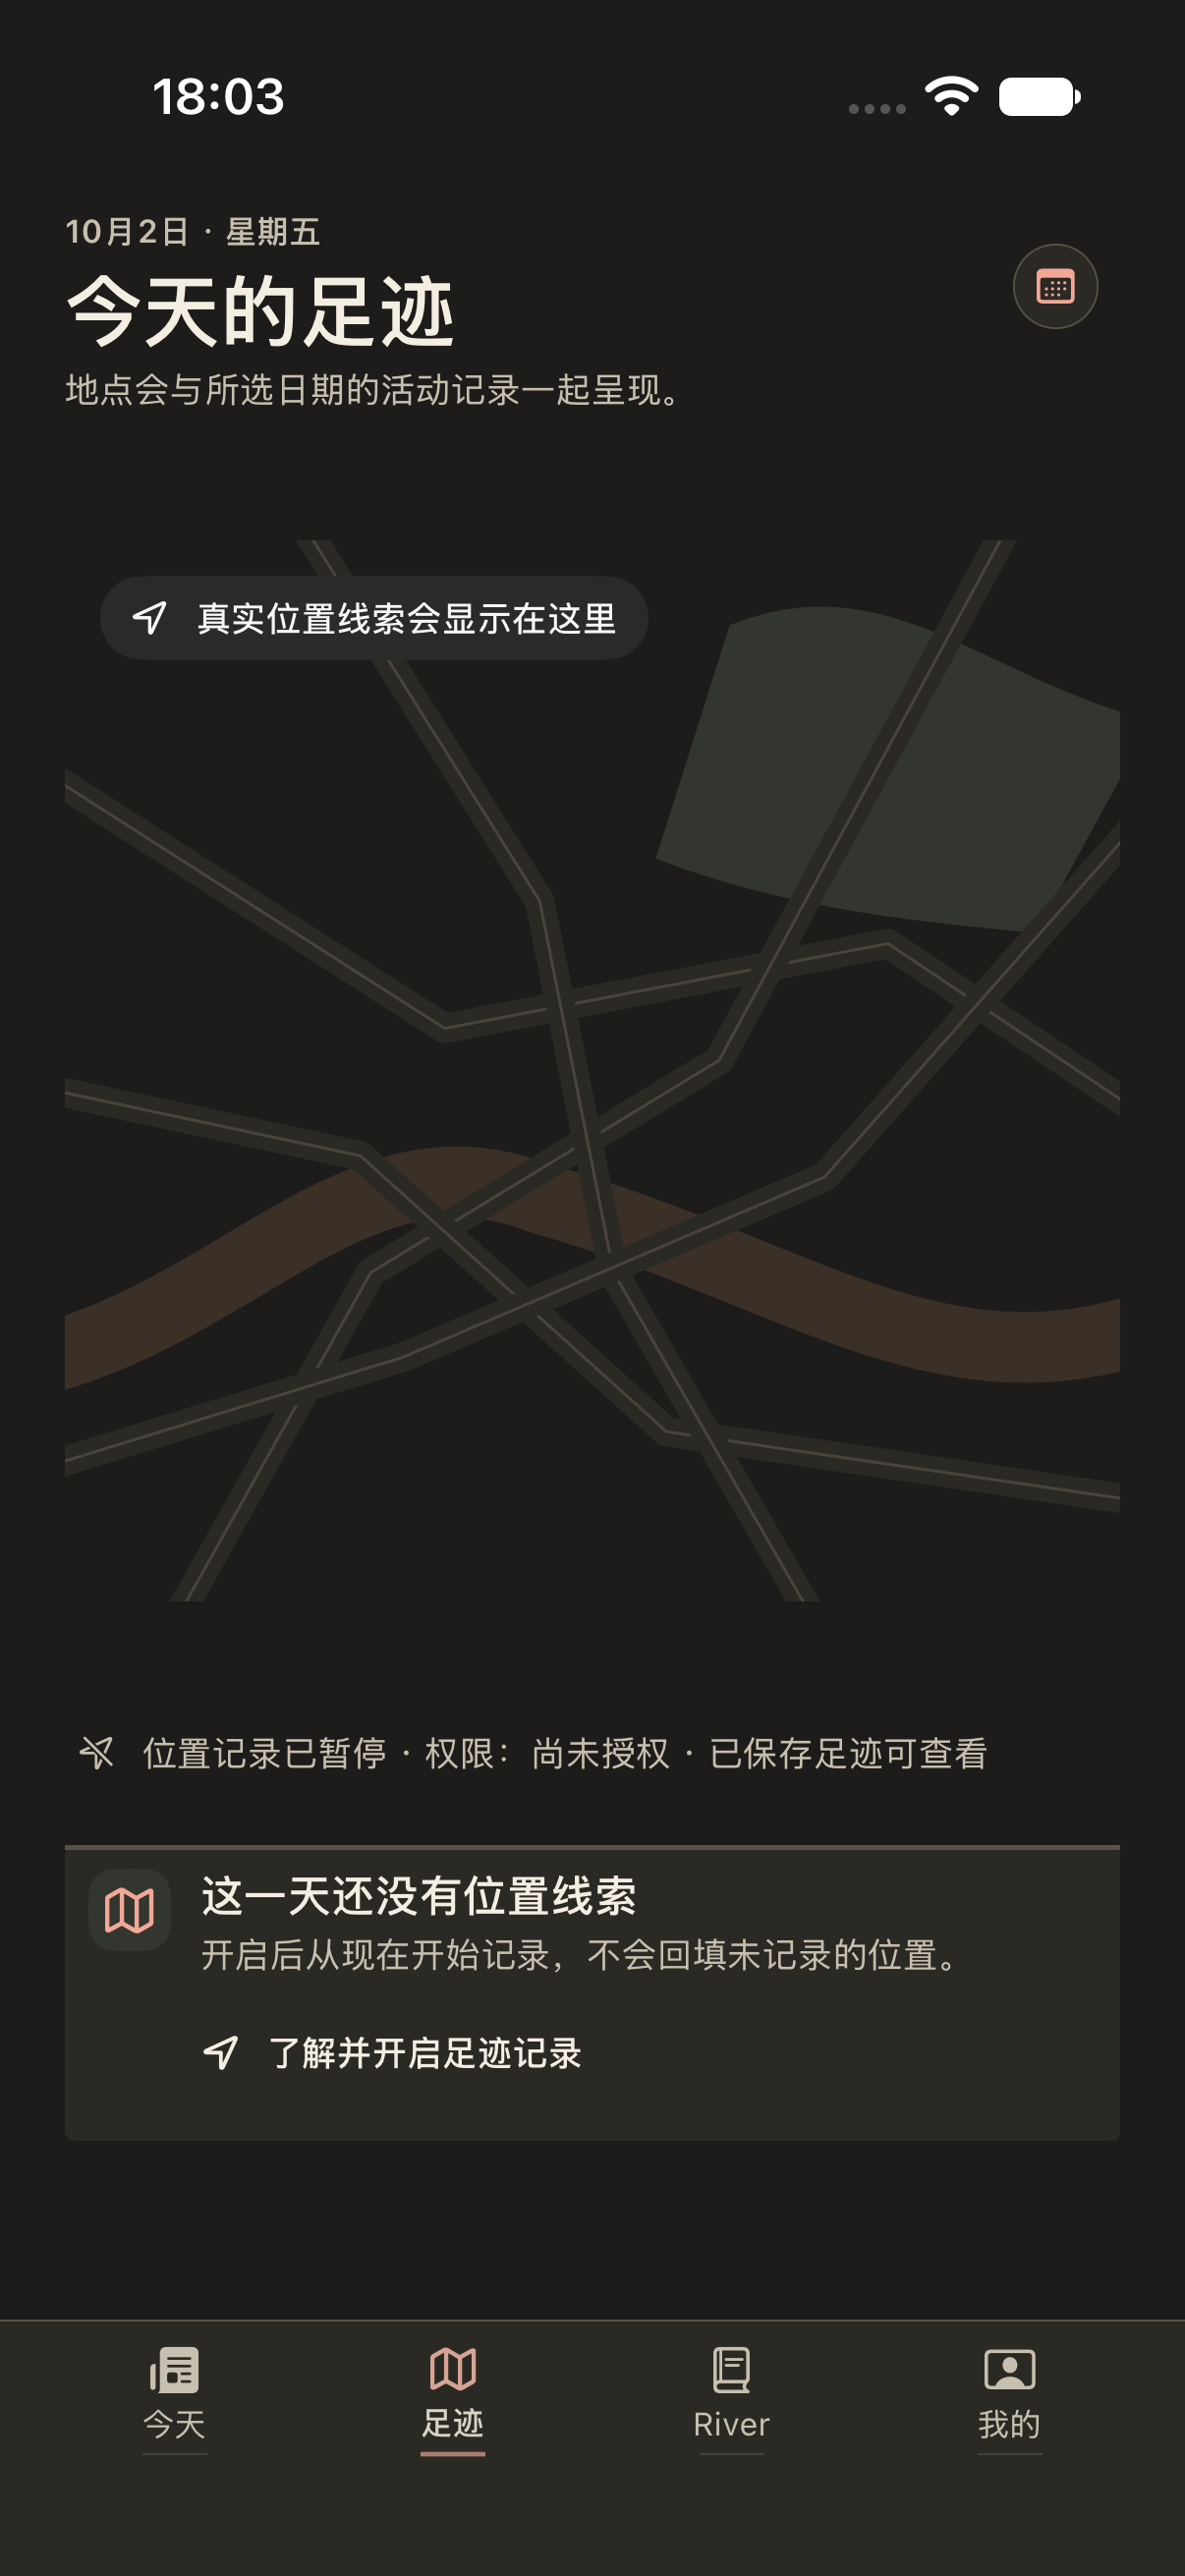 18:03
10月2日 · 星期五
今天的足迹
地点会与所选日期的活动记录一起呈现。
真实位置线索会显示在这里
位置记录已暂停 · 权限：尚未授权 · 已保存足迹可查看
这一天还没有位置线索
开启后从现在开始记录，不会回填未记录的位置。
了解并开启足迹记录
今天
足迹
River
我的